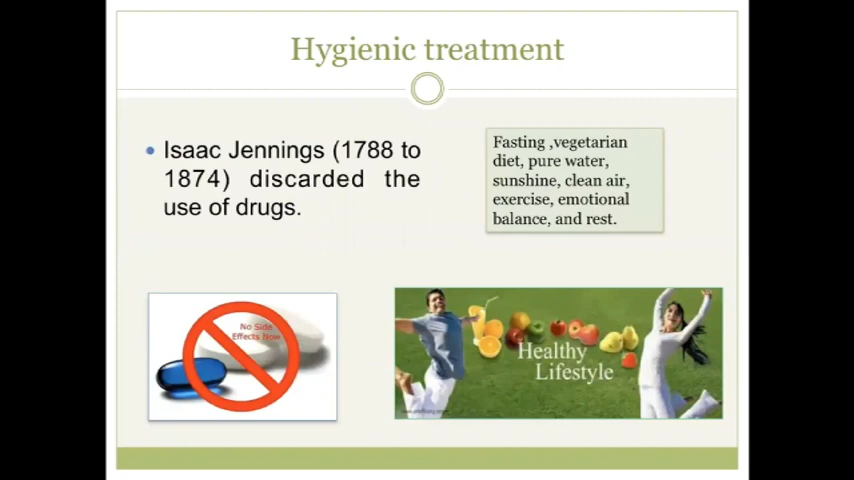 Hygienic treatment
Isaac Jennings (1788 to
1874) discarded the
use of drugs.
Fasting ,vegetarian
diet, pure water,
sunshine, clean air,
exercise, emotional
balance, and rest.
No Side
Effects Now
Healthy
Lifestyle